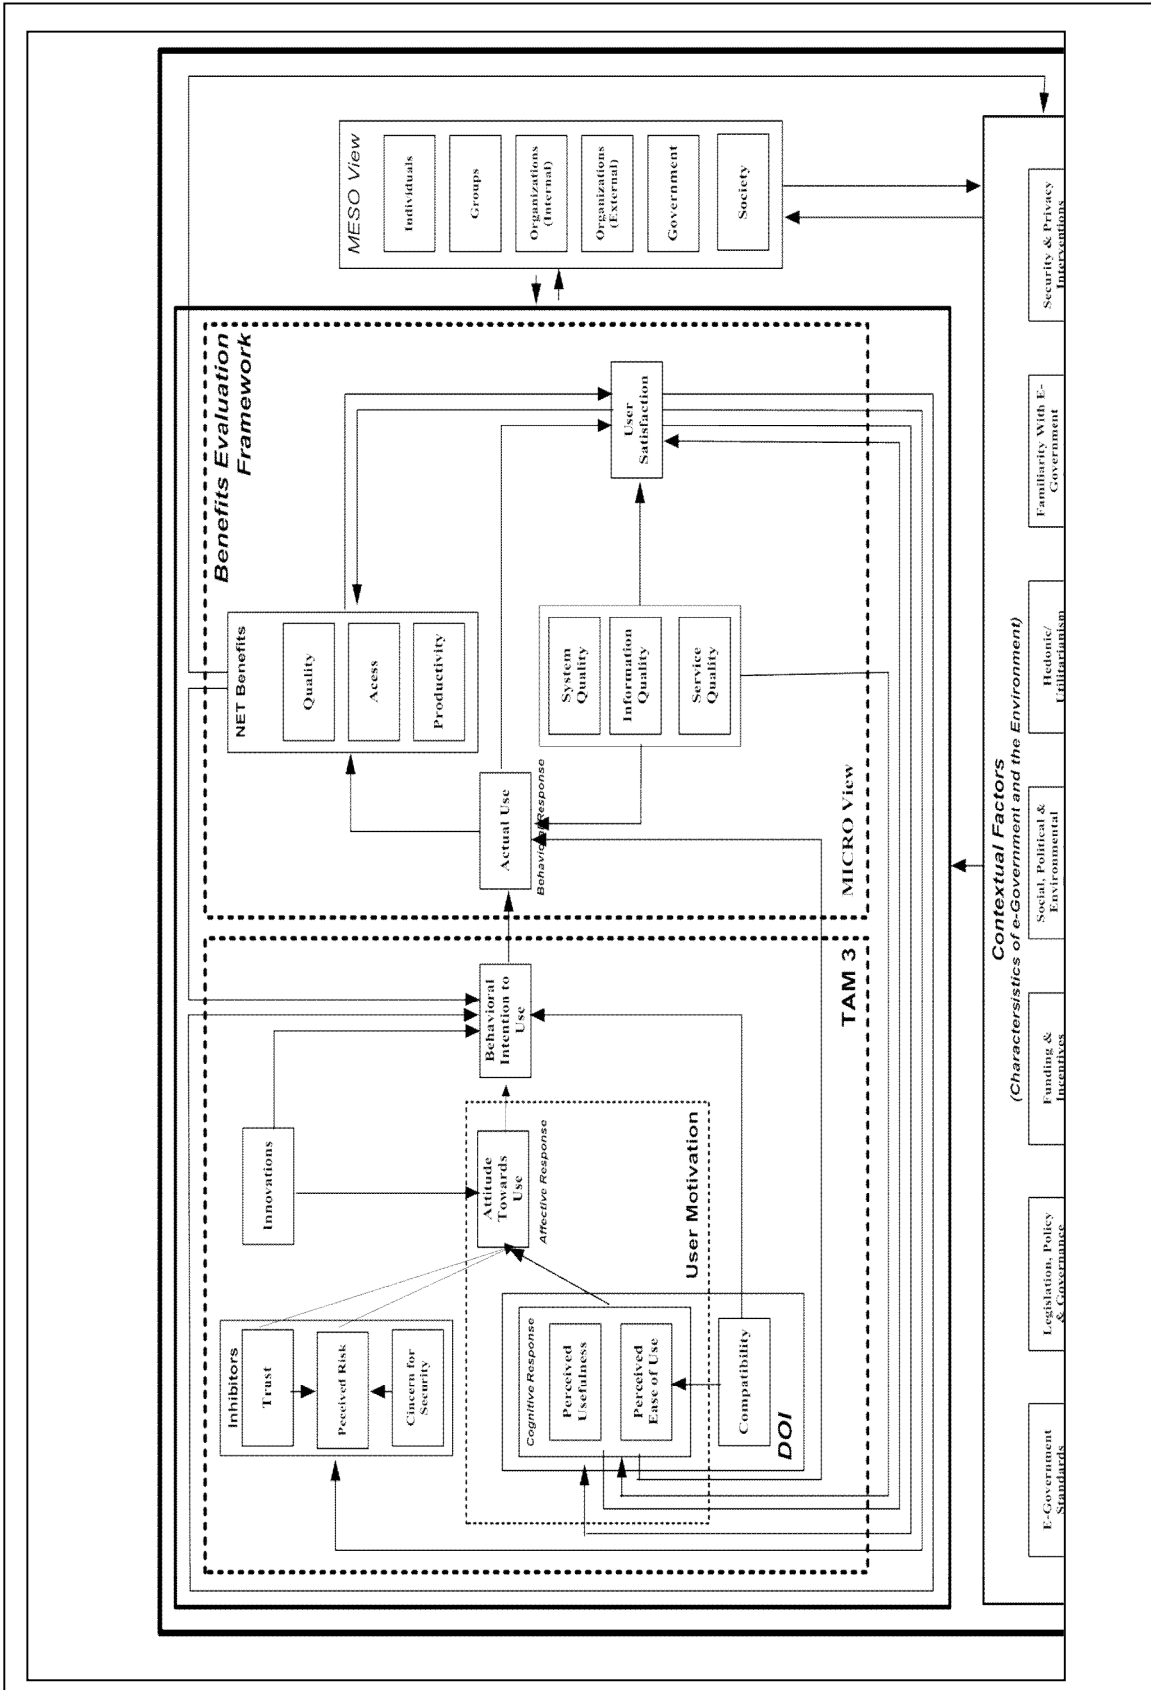 MESO View
Individuals
Groups
Organizations
(Internal)
Organizations
(External)
Government
Society
Benefits Evaluation
Framework
NET Benefits
Quality
Acess
Productivity
User
Satisfaction
System
Quality
Information
Quality
Service
Quality
Actual Use
Behavioral Response
MICRO View
TAM 3
Innovations
Behavioral
Intention to
Use
Attitude
Towards
Use
Affective Response
User Motivation
Inhibitors
Trust
Peceived Risk
Cincern for
Security
Cognitive Response
Perceived
Usefulness
Perceived
Ease of Use
Compatibility
DOI
Contextual Factors
(Charactersistics of e-Government and the Environment)
E-Government
Standards
Legislation, Policy
& Governance
Funding &
Incentives
Social, Political &
Environmental
Hedonic/
Utilitarianism
Familiarity With E-
Government
Security & Privacy
Interventions